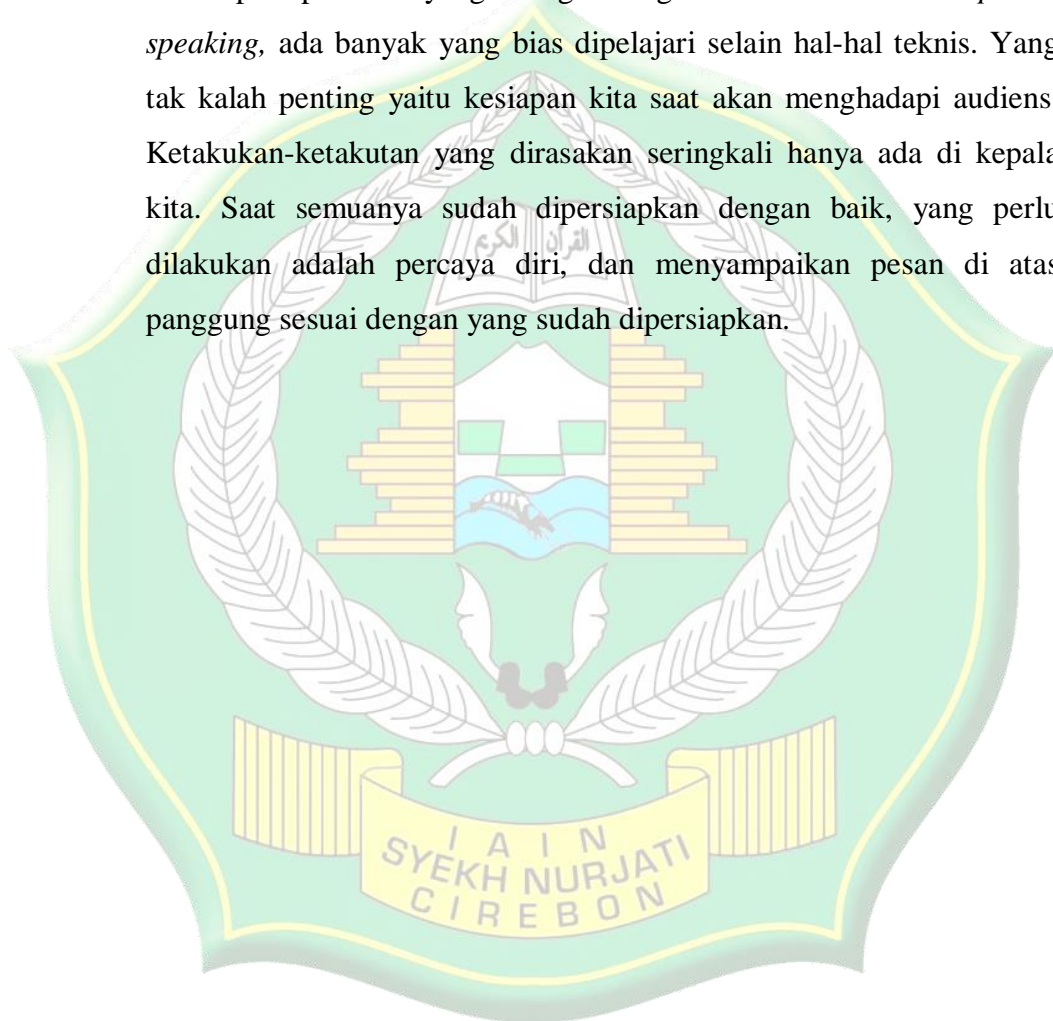 speaking, ada banyak yang bias dipelajari selain hal-hal teknis. Yang
tak kalah penting yaitu kesiapan kita saat akan menghadapi audiens
Ketakukan-ketakutan yang dirasakan seringkali hanya ada di kepala
kita. Saat semuanya sudah dipersiapkan dengan baik, yang perlu
dilakukan adalah percaya diri, dan menyampaikan pesan di atas
panggung sesuai dengan yang sudah dipersiapkan.
القرآن الكريم
I A I N
SYEKH NURJATI
CIREBON